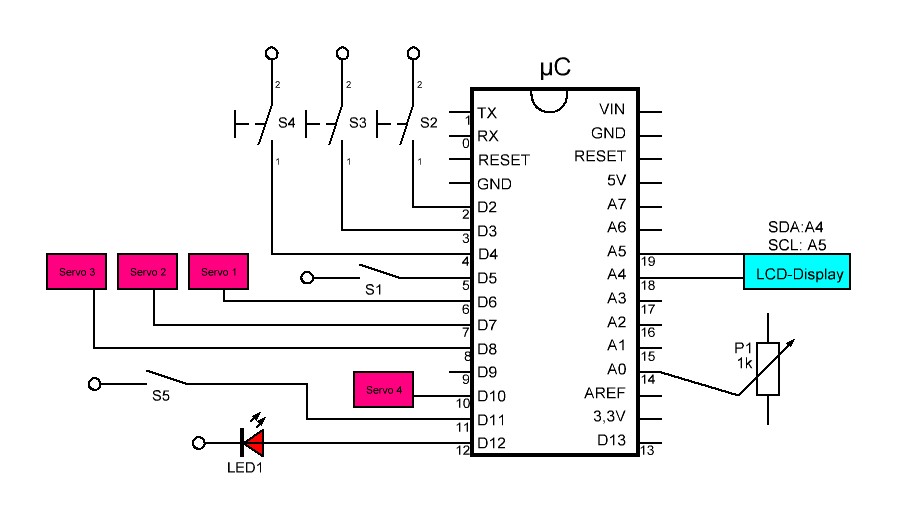 µC
2
2
2
S4
S3
S2
1
1
1
TX
1
RX
0
RESET
GND
D2
2
D3
3
D4
4
D5
5
D6
6
D7
7
D8
8
D9
9
D10
10
D11
11
D12
12
VIN
GND
RESET
5V
A7
A6
A5
19
A4
18
A3
17
A2
16
A1
15
A0
14
AREF
3,3V
D13
13
SDA:A4
SCL: A5
LCD-Display
Servo 3
Servo 2
Servo 1
S1
P1
1k
Servo 4
S5
LED1